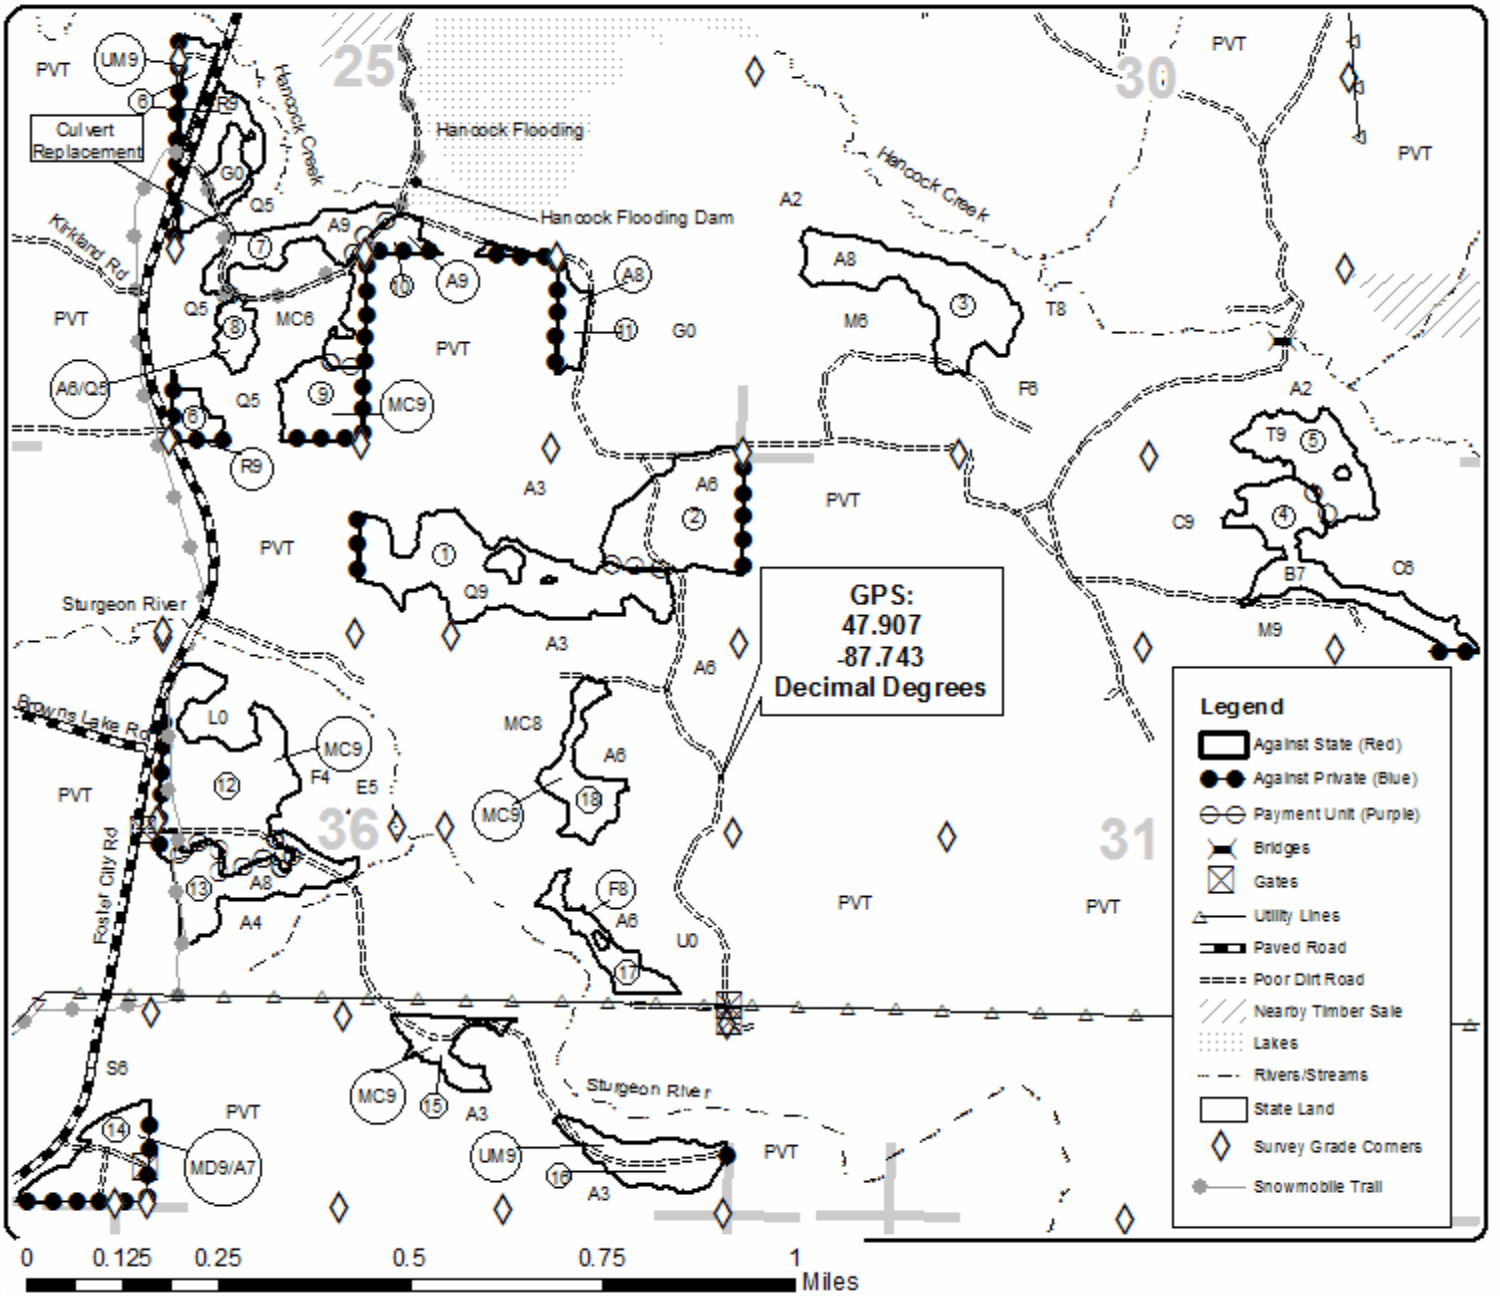 25
30
PVT
UM9
PVT
6
R9
Hancock Creek
Culvert
Replacement
Hancock Flooding
PVT
Hancock Creek
G0
Q5
A2
Hancock Flooding Dam
Kirkland Rd
A9
7
10
A9
A8
11
A8
3
T8
Q5
MC6
PVT
8
PVT
G0
M6
F6
A6/Q5
Q5
9
MC9
A2
6
R9
T9
5
A3
A6
2
PVT
4
C9
PVT
1
Q9
B7
C6
Sturgeon River
A3
A6
M9
GPS:
47.907
-87.743
Decimal Degrees
Browns Lake Rd
L0
MC9
MC8
A6
F4
E5
12
PVT
MC9
18
36
31
Foster City Rd
13
A8
A4
F8
A6
U0
17
PVT
PVT
Legend
Against State (Red)
Against Private (Blue)
Payment Unit (Purple)
Bridges
Gates
Utility Lines
Paved Road
Poor Dirt Road
Nearby Timber Sale
Lakes
Rivers/Streams
State Land
Survey Grade Corners
Snowmobile Trail
S6
PVT
MC9
15
A3
Sturgeon River
14
MD9/A7
UM9
16
A3
PVT
0
0.125
0.25
0.5
0.75
1
Miles